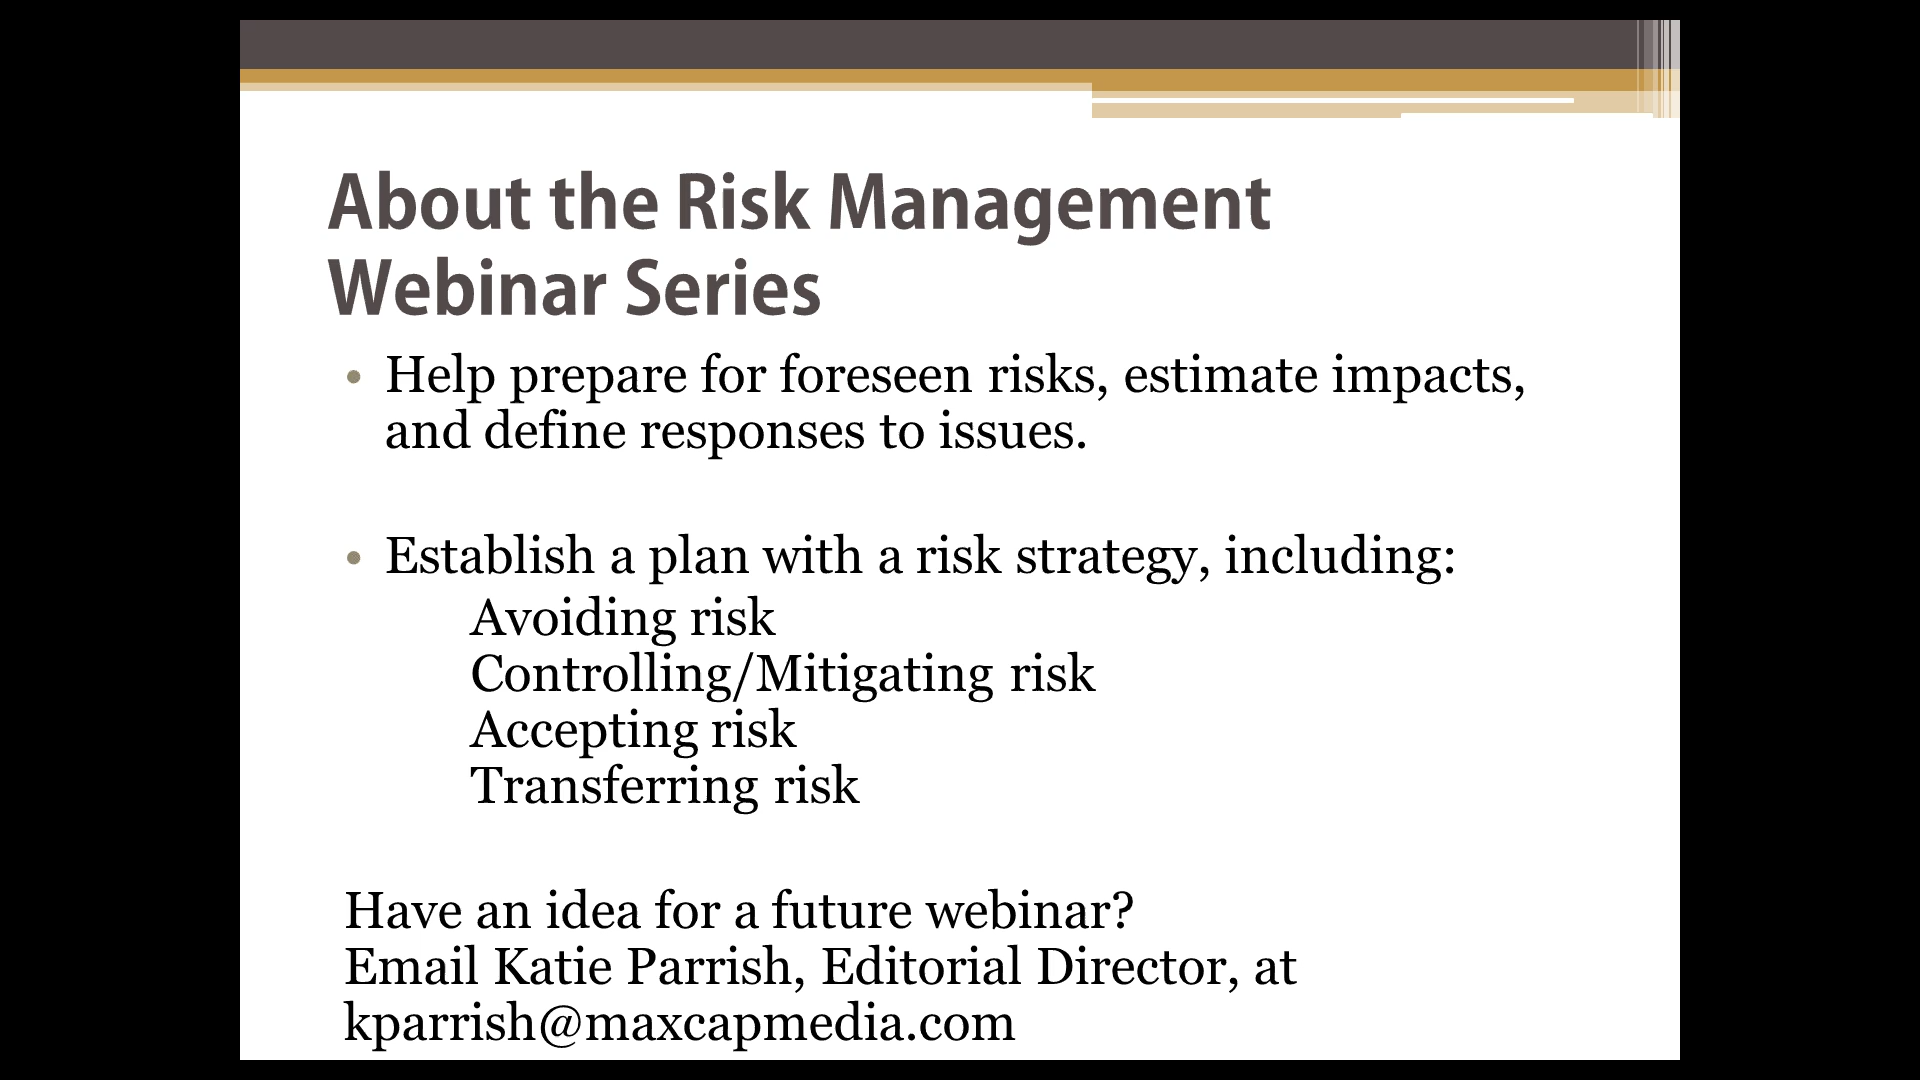 About the Risk Management
Webinar Series
• Help prepare for foreseen risks, estimate impacts,
and define responses to issues.
• Establish a plan with a risk strategy, including:
Avoiding risk
Controlling/Mitigating risk
Accepting risk
Transferring risk
Have an idea for a future webinar?
Email Katie Parrish, Editorial Director, at
kparrish@maxcapmedia.com